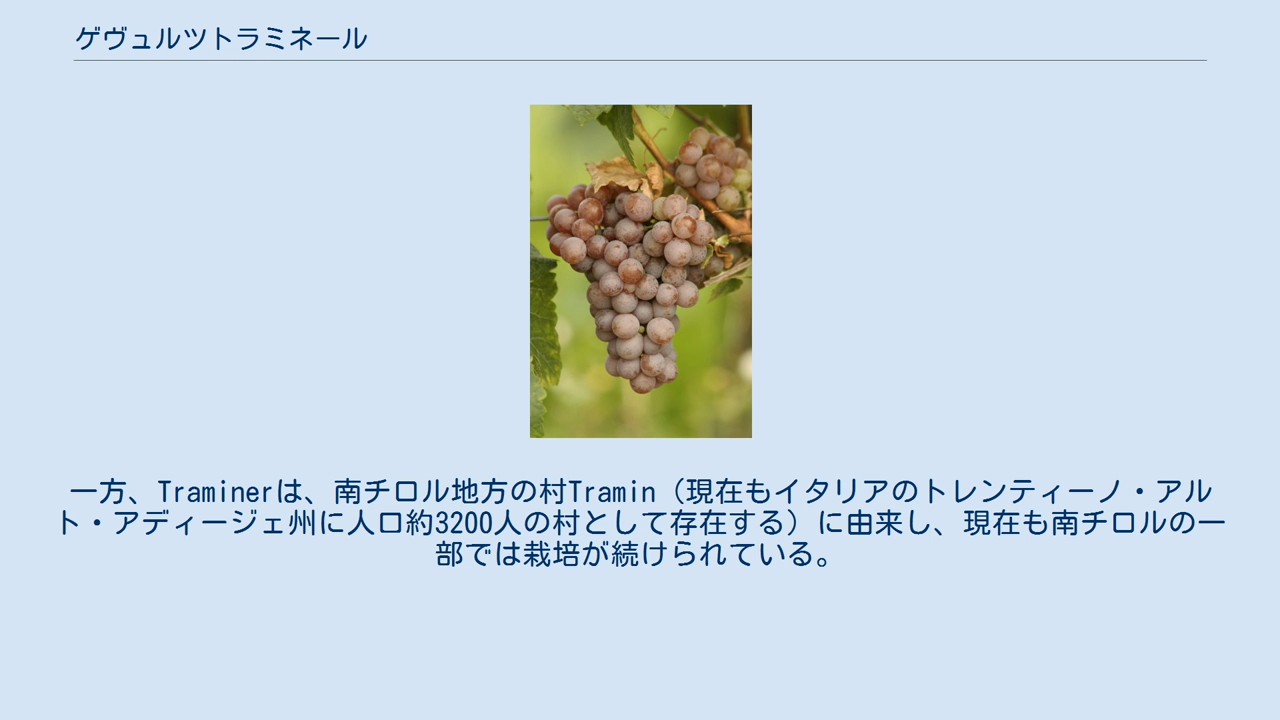 ゲヴュルツトラミネール
一方、Traminerは、南チロル地方の村Tramin（現在もイタリアのトレンティーノ・アル
ト・アディージェ州に人口約3200人の村として存在する）に由来し、現在も南チロルの一
部では栽培が続けられている。